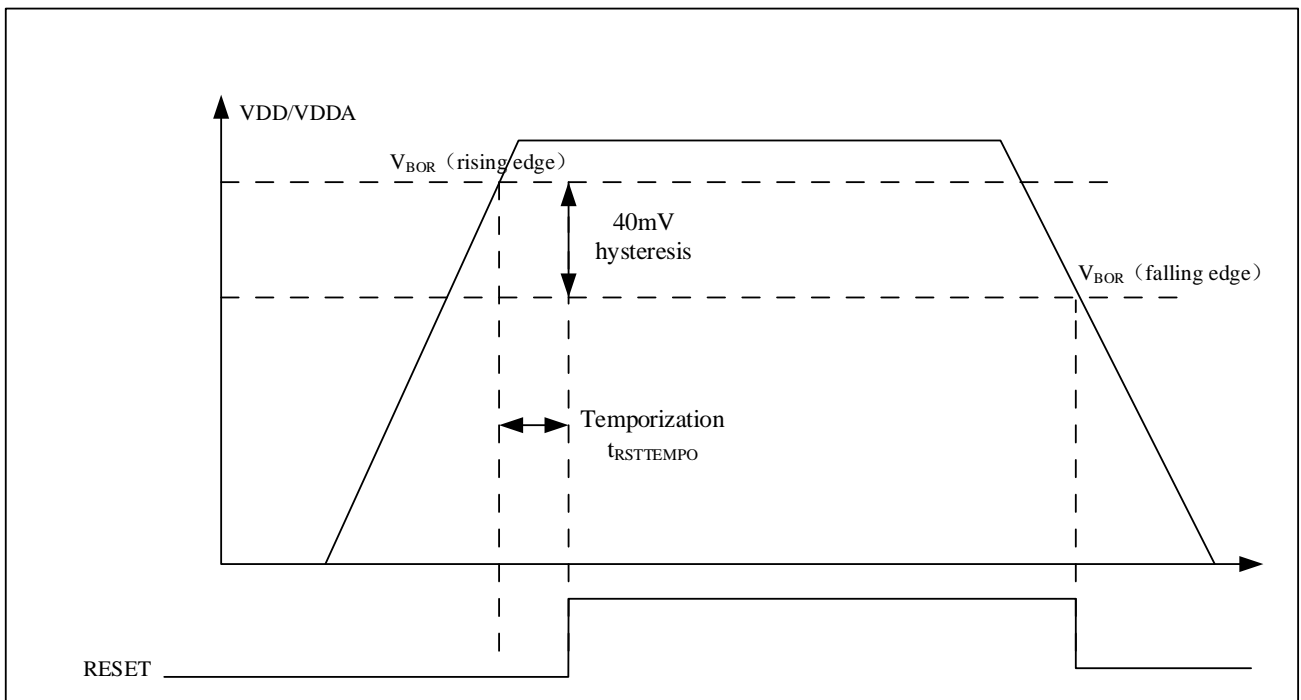 VDD/VDDA
VBOR（rising edge）
40mV
hysteresis
VBOR（falling edge）
Temporization
tRSTTEMPO
RESET